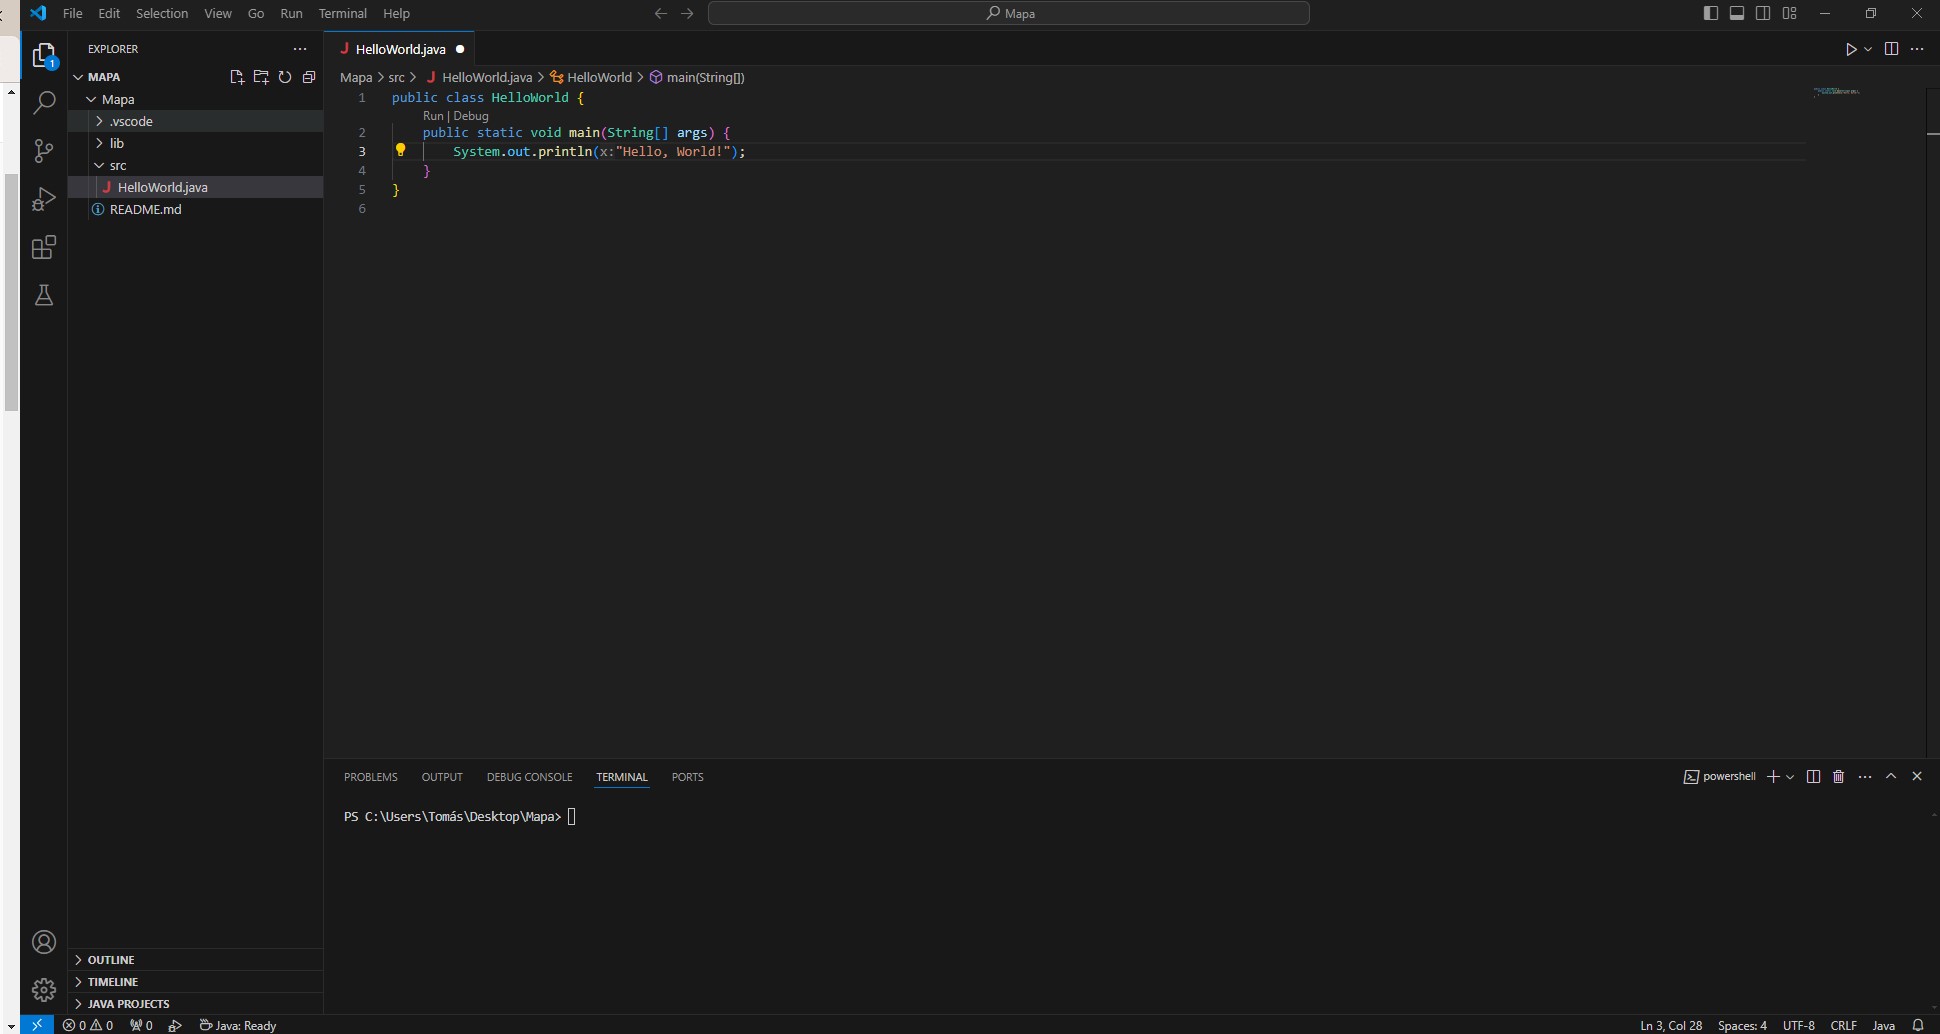 File Edit Selection View Go Run Terminal Help
Mapa
EXPLORER
MAPA
Mapa
.vscode
lib
src
HelloWorld.java
README.md
OUTLINE
TIMELINE
JAVA PROJECTS
HelloWorld.java
Mapa > src > HelloWorld.java > HelloWorld > main(String[])
1 public class HelloWorld {
Run | Debug
2 public static void main(String[] args) {
3 System.out.println(x:"Hello, World!");
4 }
5 }
6
PROBLEMS OUTPUT DEBUG CONSOLE TERMINAL PORTS
powershell
PS C:\Users\Tomás\Desktop\Mapa>
1
0 0 0 Java: Ready
Ln 3, Col 28 Spaces: 4 UTF-8 CRLF Java